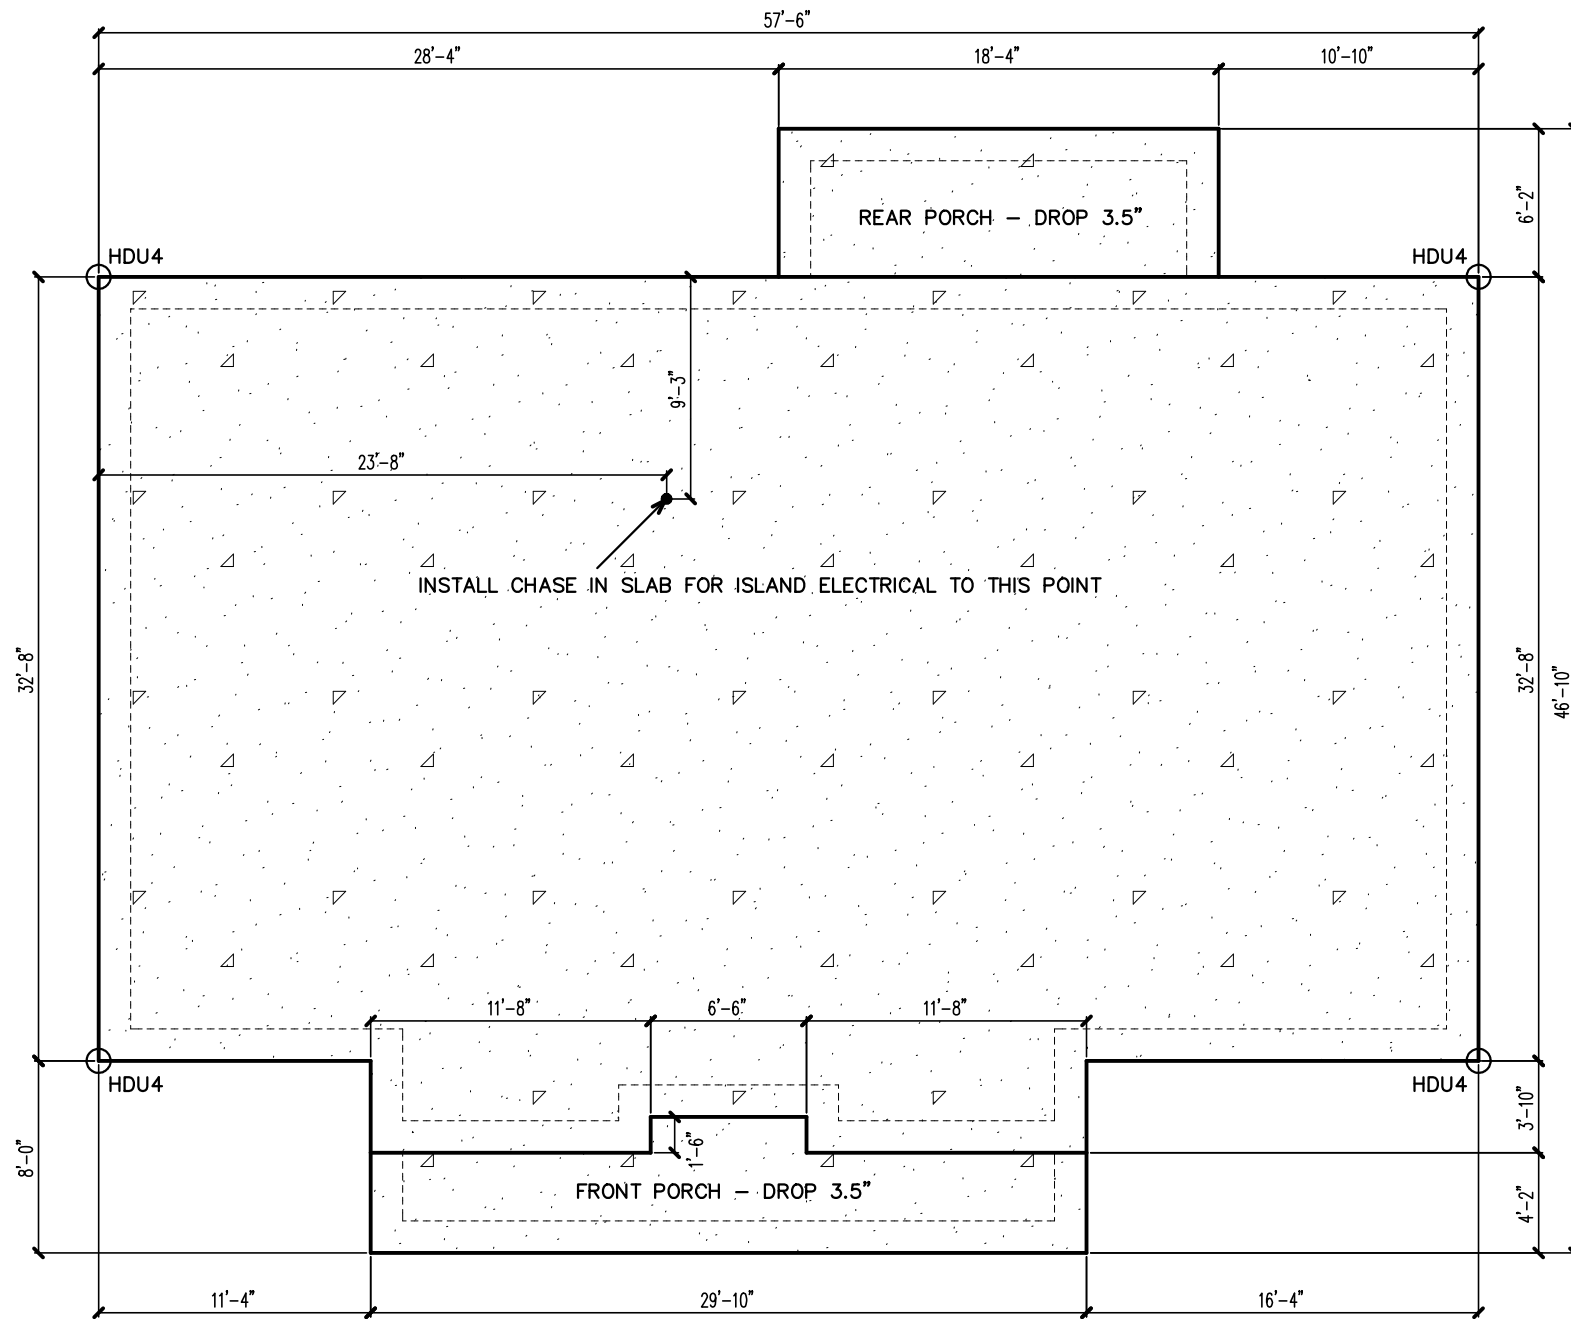 57'-6"
28'-4"
18'-4"
10'-10"
6'-2"
REAR PORCH – DROP 3.5"
HDU4
HDU4
9'-3"
23'-8"
INSTALL CHASE IN SLAB FOR ISLAND ELECTRICAL TO THIS POINT
32'-8"
32'-8"
46'-10"
11'-8"
6'-6"
11'-8"
HDU4
HDU4
3'-10"
1'-6"
8'-0"
FRONT PORCH – DROP 3.5"
4'-2"
11'-4"
29'-10"
16'-4"